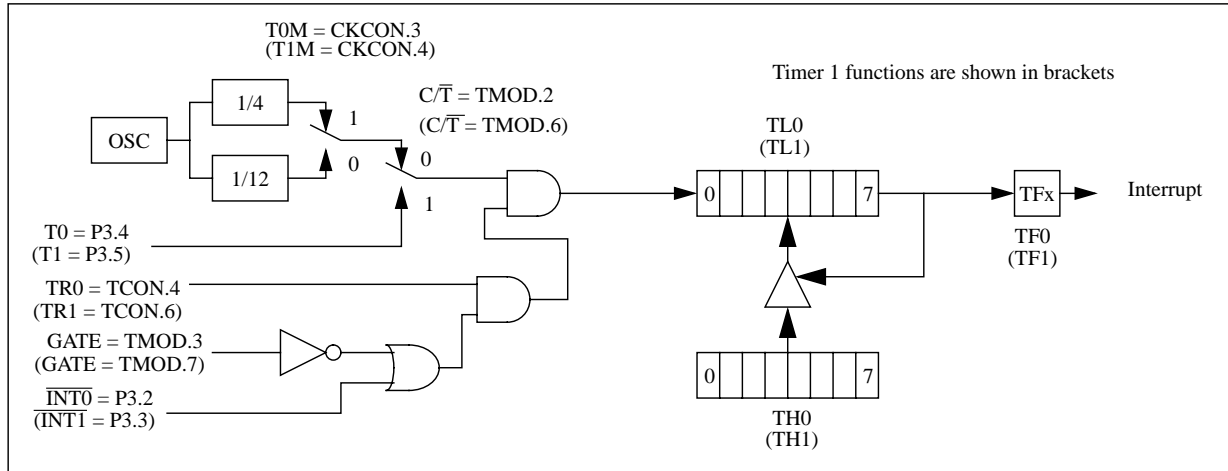 T0M = CKCON.3
(T1M = CKCON.4)
Timer 1 functions are shown in brackets
1/4
C/T̅ = TMOD.2
(C/T̅ = TMOD.6)
1
OSC
0
TL0
(TL1)
0
1/12
1
0 7
TFx
Interrupt
T0 = P3.4
(T1 = P3.5)
TF0
(TF1)
TR0 = TCON.4
(TR1 = TCON.6)
GATE = TMOD.3
(GATE = TMOD.7)
0 7
I̅N̅T̅0̅ = P3.2
(I̅N̅T̅1̅ = P3.3)
TH0
(TH1)